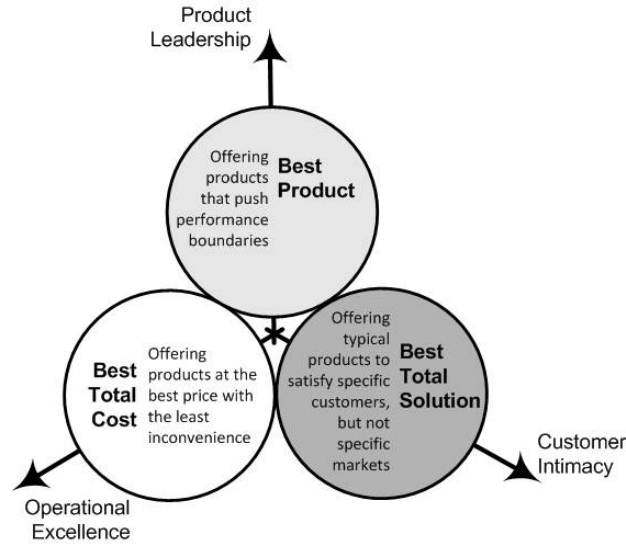 Product
Leadership
Offering
products
that push
performance
boundaries
Best
Product
Best
Total
Cost
Offering
products at the
best price with
the least
inconvenience
Offering
typical
products to
satisfy specific
customers,
but not
specific
markets
Best
Total
Solution
Operational
Excellence
Customer
Intimacy